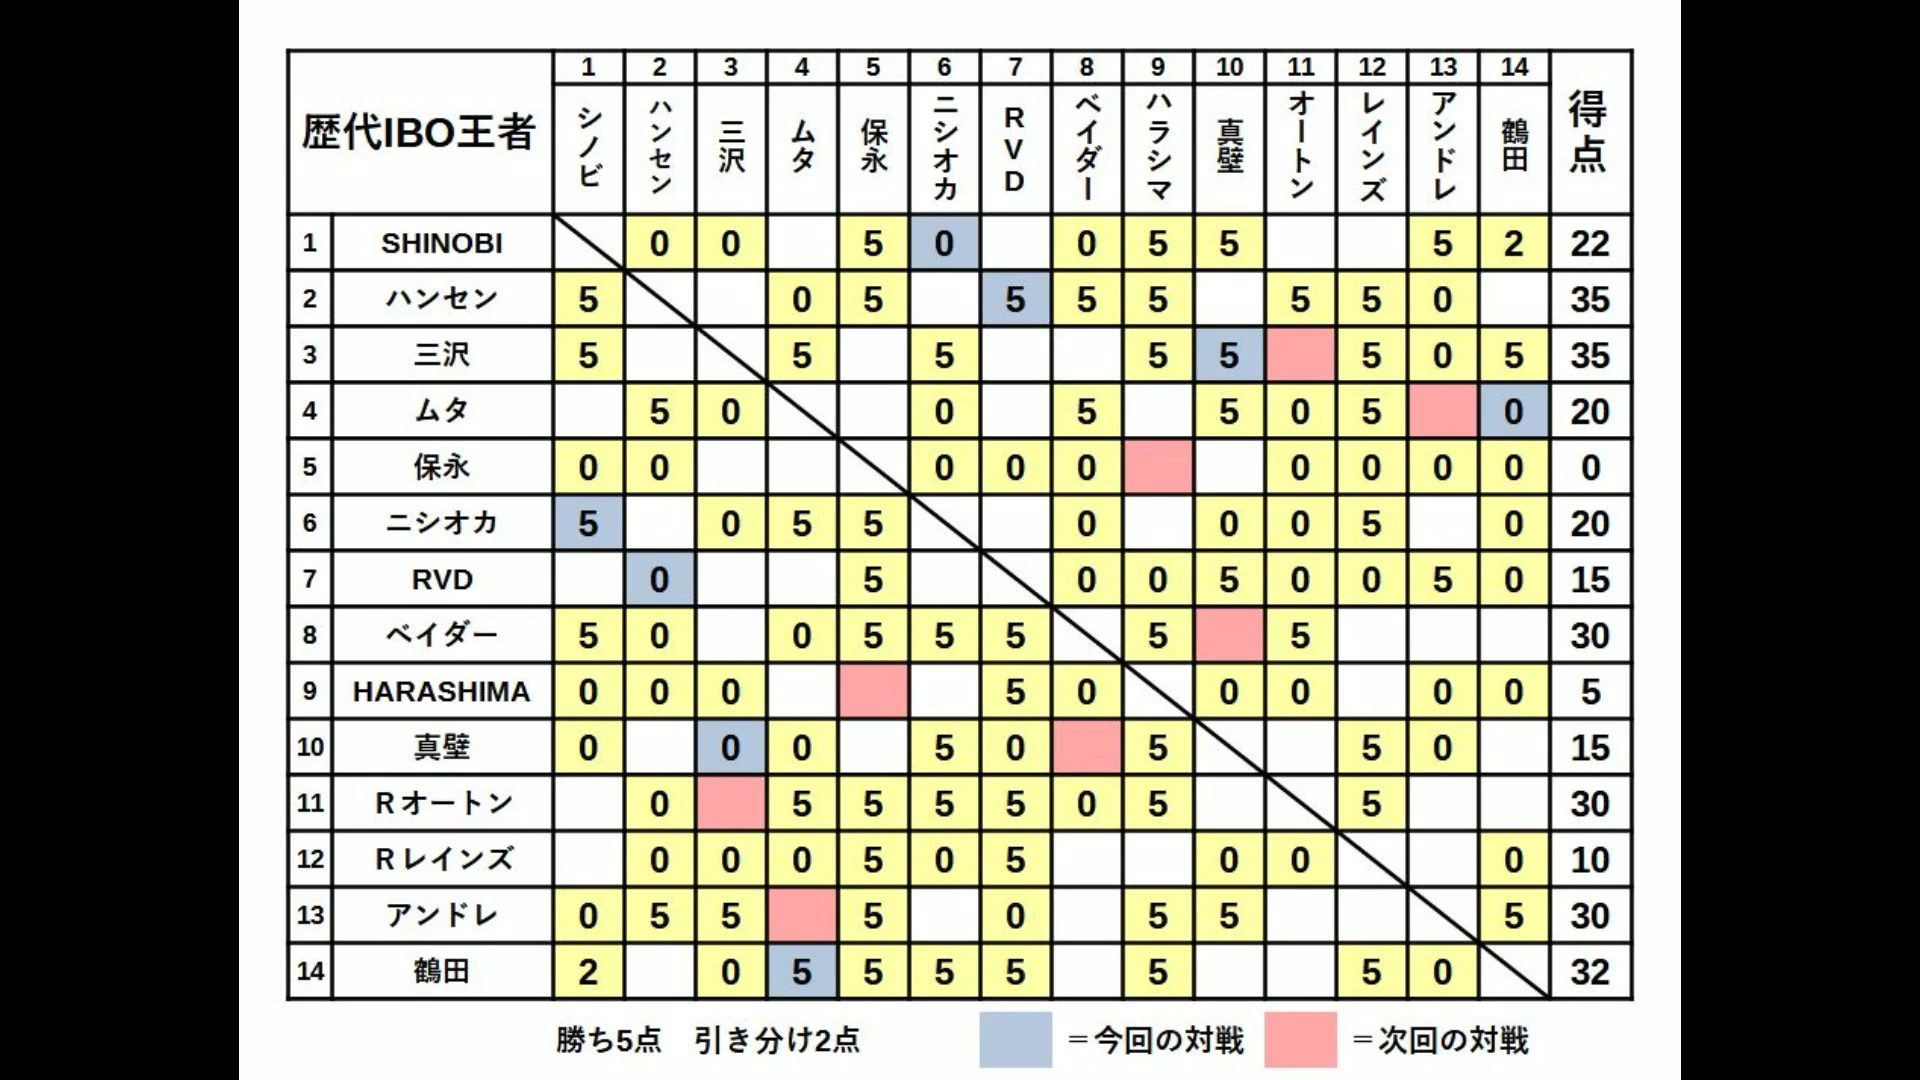 歴代IBO王者 1 2 3 4 5 6 7 8 9 10 11 12 13 14 得点
シノビ ハンセン 三沢 ムタ 保永 ニシオカ RVD ベイダー ハラシマ 真壁 オートン レインズ アンドレ 鶴田
1 SHINOBI 0 0 5 0 0 5 5 5 2 22
2 ハンセン 5 0 5 5 5 5 5 5 0 35
3 三沢 5 5 5 5 5 5 0 5 35
4 ムタ 5 0 0 5 5 0 5 0 20
5 保永 0 0 0 0 0 0 0 0 0 0
6 ニシオカ 5 0 5 5 0 0 0 5 0 20
7 RVD 0 5 0 0 5 0 0 5 0 15
8 ベイダー 5 0 0 5 5 5 5 5 30
9 HARASHIMA 0 0 0 5 0 0 0 0 0 5
10 真壁 0 0 0 5 0 5 5 0 15
11 Rオートン 0 5 5 5 5 0 5 5 30
12 Rレインズ 0 0 0 5 0 5 0 0 0 10
13 アンドレ 0 5 5 5 0 5 5 5 30
14 鶴田 2 0 5 5 5 5 5 5 0 32
勝ち5点 引き分け2点 =今回の対戦 =次回の対戦